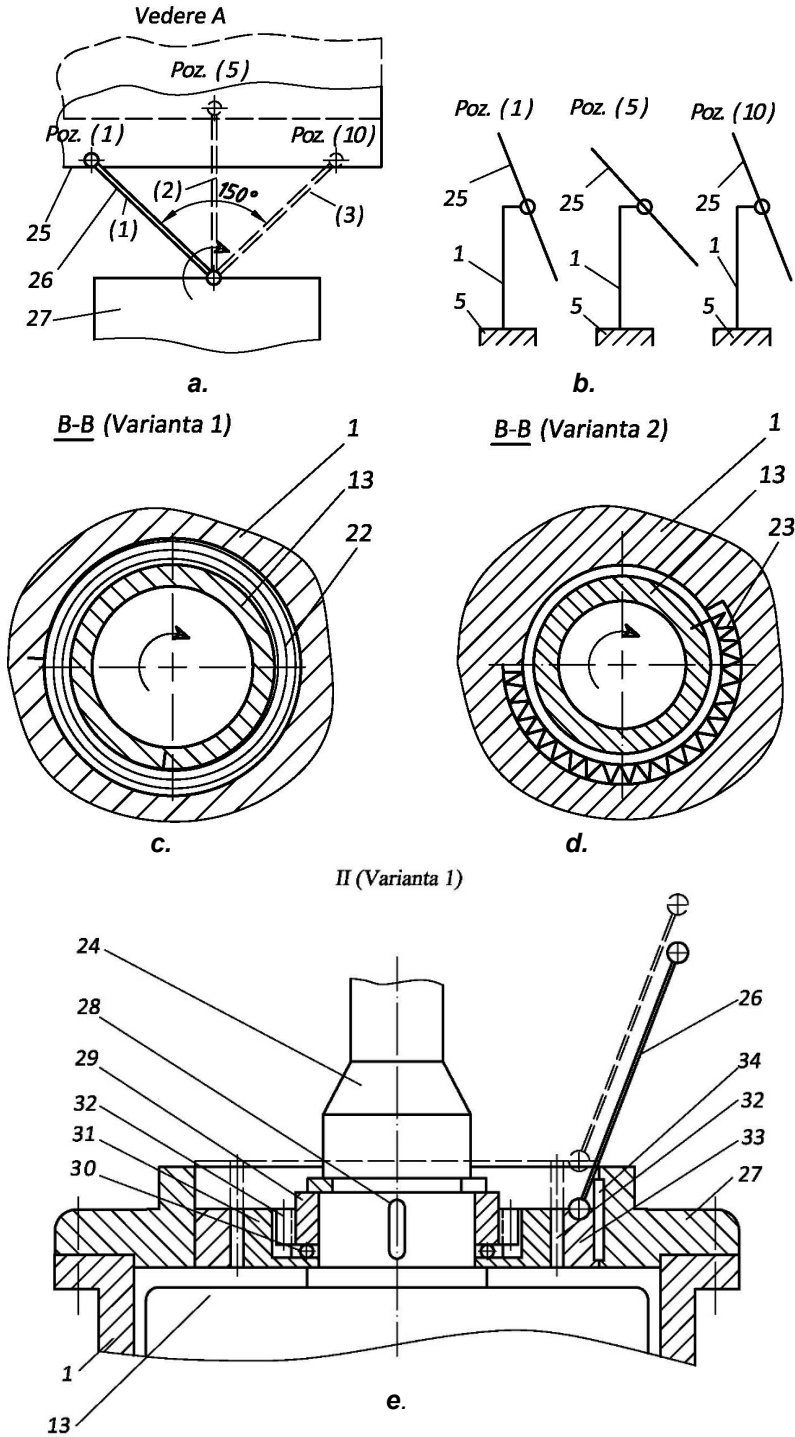 Vedere A
Poz. (5)
Poz. (1)
Poz. (10)
(2)
150°
(1)
(3)
25
26
27
a.
Poz. (1)
Poz. (5)
Poz. (10)
25
25
25
1
1
1
5
5
5
b.
B-B (Varianta 1)
1
13
22
c.
B-B (Varianta 2)
1
13
23
d.
II (Varianta 1)
24
28
29
32
31
30
26
34
32
33
27
1
13
e.